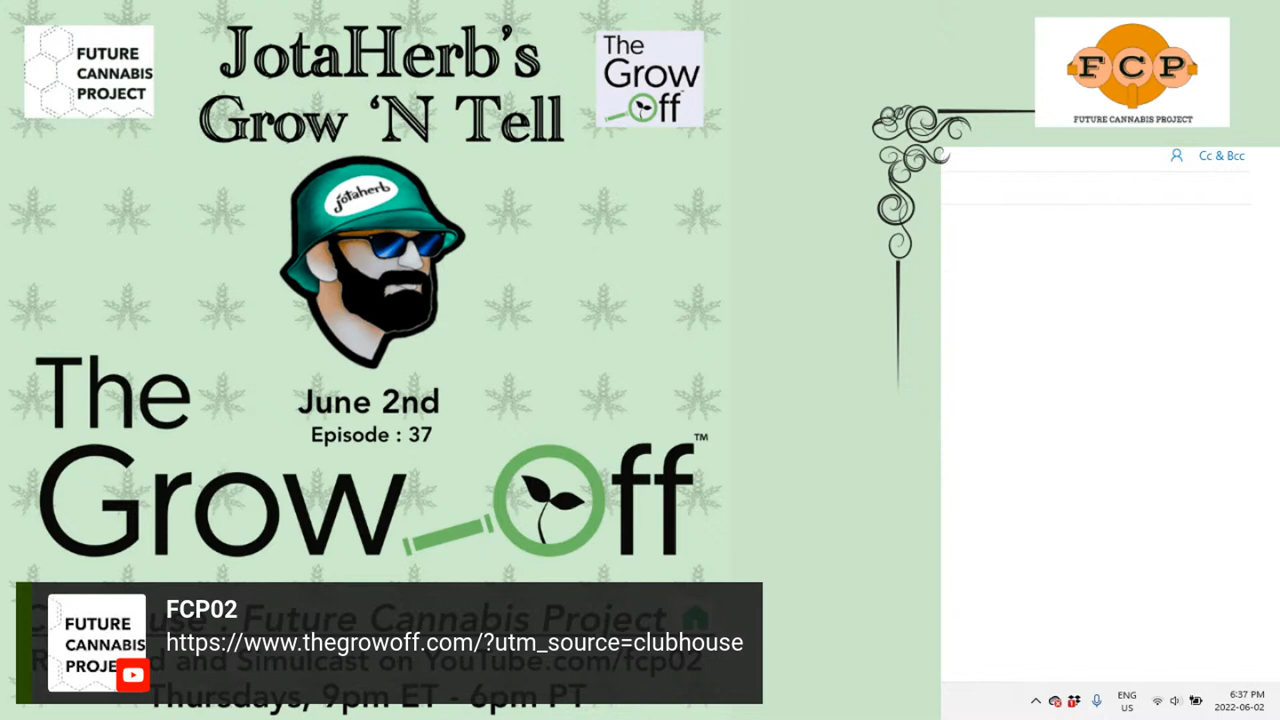 FUTURE
CANNABIS
PROJECT
JotaHerb's
Grow 'N Tell
The
Grow
Off
FCP
FUTURE CANNABIS PROJECT
Cc & Bcc
jotaherb
June 2nd
Episode : 37
The
Grow Off™
FUTURE
CANNABIS
PROJE
FCP02
https://www.thegrowoff.com/?utm_source=clubhouse
Future Cannabis Project
and Simulcast on YouTube.com/fcp02
Thursdays, 9pm ET - 6pm PT
ENG
US
6:37 PM
2022-06-02